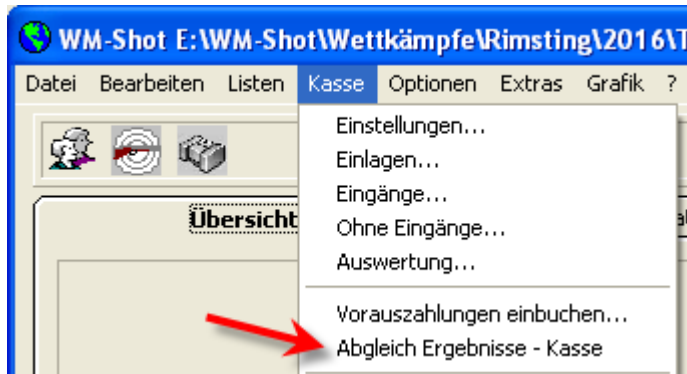 WM-Shot E:\WM-Shot\Wettkämpfe\Rimsting\2016\T
Datei Bearbeiten Listen Kasse Optionen Extras Grafik ?
Einstellungen...
Einlagen...
Eingänge...
Übersicht
Ohne Eingänge...
Auswertung...
Vorauszahlungen einbuchen...
Abgleich Ergebnisse - Kasse